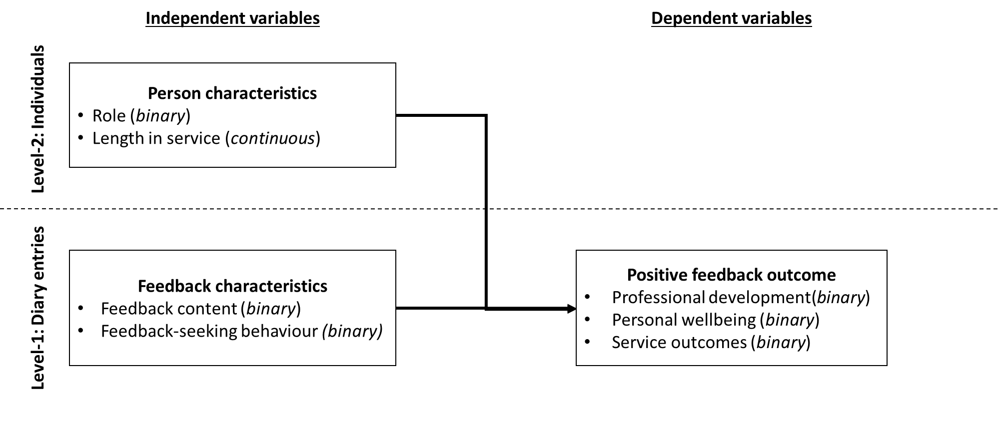 Independent variables
Dependent variables
Level-2: Individuals
Person characteristics
• Role (binary)
• Length in service (continuous)
Level-1: Diary entries
Feedback characteristics
• Feedback content (binary)
• Feedback-seeking behaviour (binary)
Positive feedback outcome
• Professional development(binary)
• Personal wellbeing (binary)
• Service outcomes (binary)